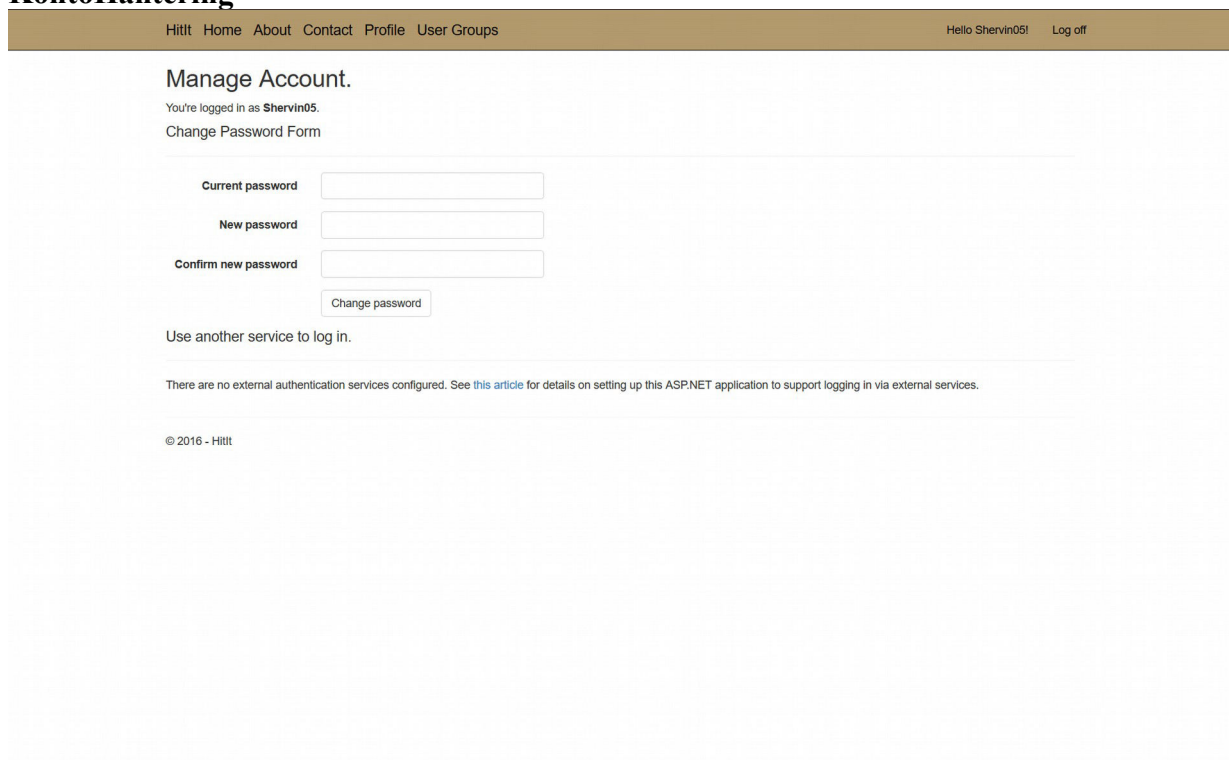 KontoHantering
HitIt Home About Contact Profile User Groups Hello Shervin05! Log off
Manage Account.
You're logged in as Shervin05.
Change Password Form
Current password
New password
Confirm new password
Change password
Use another service to log in.
There are no external authentication services configured. See this article for details on setting up this ASP.NET application to support logging in via external services.
© 2016 - HitIt